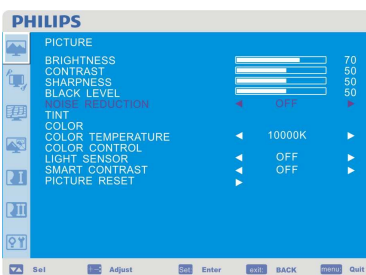 PHILIPS
PICTURE
BRIGHTNESS 70
CONTRAST 50
SHARPNESS 50
BLACK LEVEL 50
NOISE REDUCTION OFF
TINT
COLOR
COLOR TEMPERATURE 10000K
COLOR CONTROL
LIGHT SENSOR OFF
SMART CONTRAST OFF
PICTURE RESET
Sel Adjust Set Enter exit: BACK menu: Quit